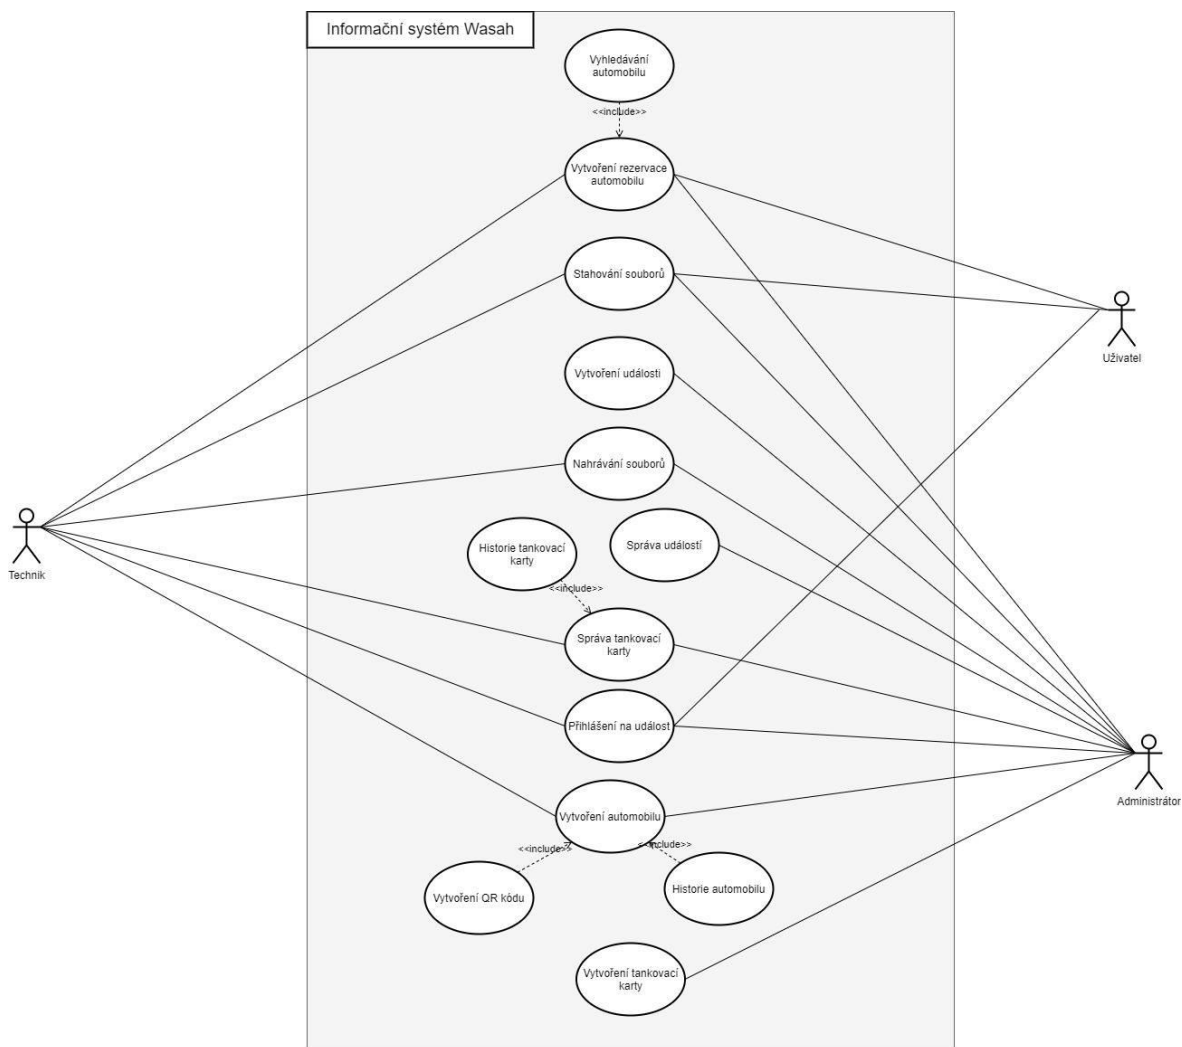 Informační systém Wasah
Vyhledávání
automobilu
<<include>>
Vytvoření rezervace
automobilu
Stahování souborů
Uživatel
Vytvoření události
Nahrávání souborů
Technik
Historie tankovací
karty
Správa událostí
<<include>>
Správa tankovací
karty
Přihlášení na událost
Administrátor
Vytvoření automobilu
<<include>>
<<include>>
Vytvoření QR kódu
Historie automobilu
Vytvoření tankovací
karty